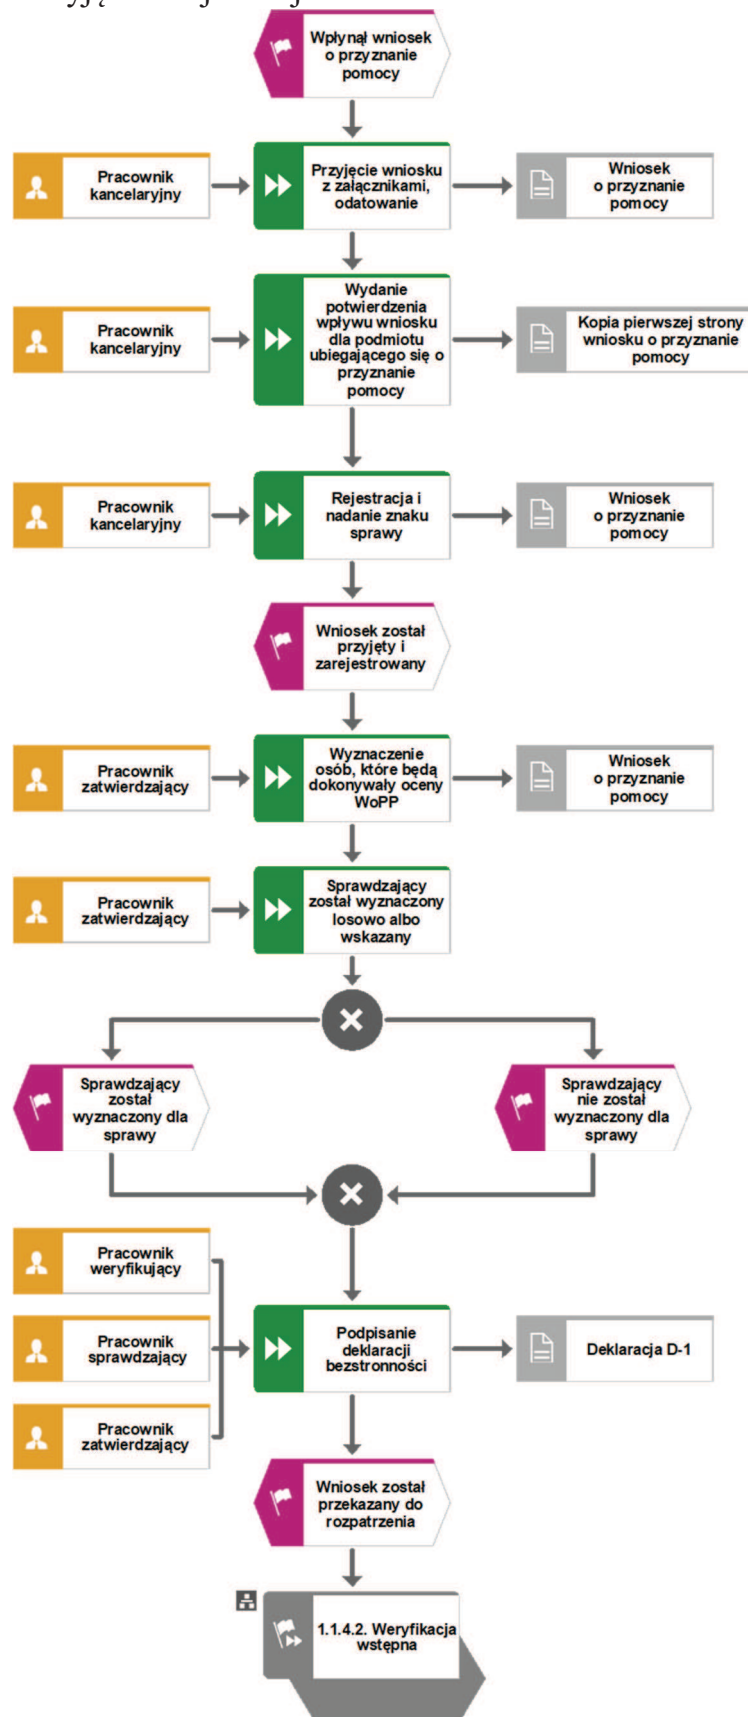 Wpłynął wniosek
o przyznanie
pomocy
Pracownik
kancelaryjny
Przyjęcie wniosku
z załącznikami,
odatowanie
Wniosek
o przyznanie
pomocy
Pracownik
kancelaryjny
Wydanie
potwierdzenia
wpływu wniosku
dla podmiotu
ubiegającego się o
przyznanie
pomocy
Kopia pierwszej strony
wniosku o przyznanie
pomocy
Pracownik
kancelaryjny
Rejestracja i
nadanie znaku
sprawy
Wniosek
o przyznanie
pomocy
Wniosek został
przyjęty i
zarejestrowany
Pracownik
zatwierdzający
Wyznaczenie
osób, które będą
dokonywały oceny
WoPP
Wniosek
o przyznanie
pomocy
Pracownik
zatwierdzający
Sprawdzający
został wyznaczony
losowo albo
wskazany
Sprawdzający
został
wyznaczony dla
sprawy
Sprawdzający
nie został
wyznaczony dla
sprawy
Pracownik
weryfikujący
Pracownik
sprawdzający
Pracownik
zatwierdzający
Podpisanie
deklaracji
bezstronności
Deklaracja D-1
Wniosek został
przekazany do
rozpatrzenia
1.1.4.2. Weryfikacja
wstępna